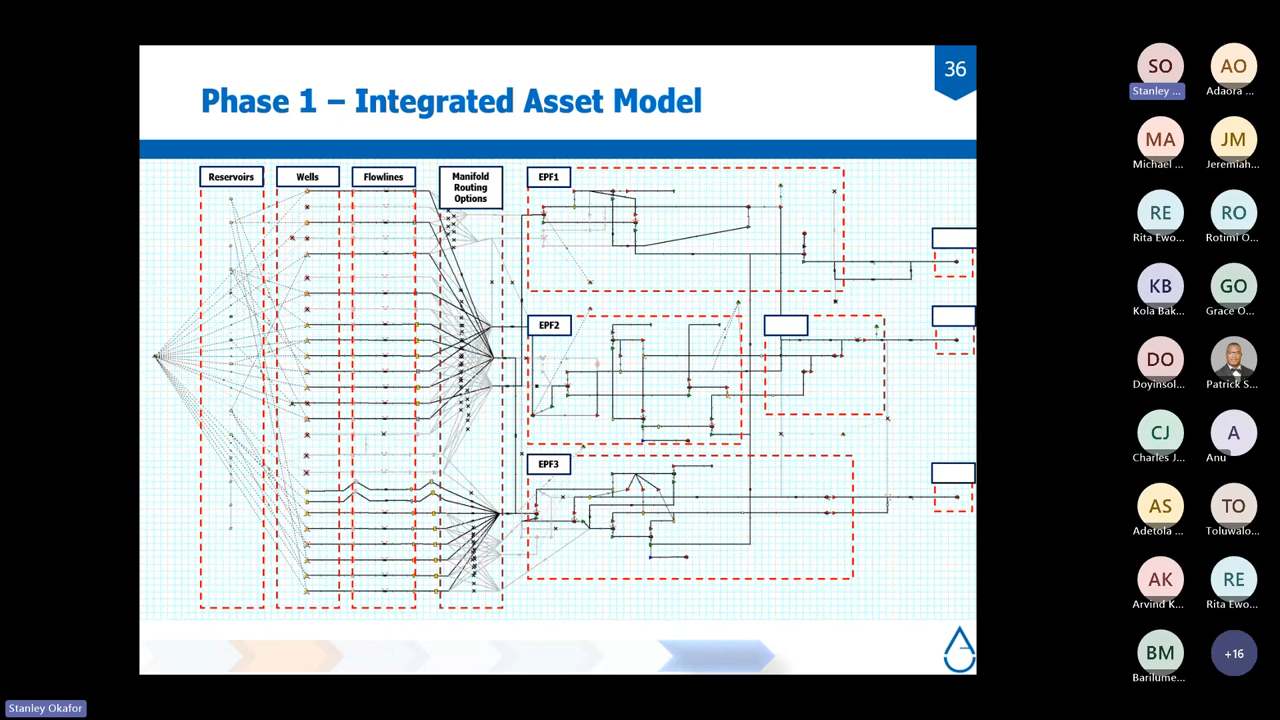 36
Phase 1 – Integrated Asset Model
Reservoirs
Wells
Flowlines
Manifold
Routing
Options
EPF1
EPF2
EPF3
SO
Stanley ...
AO
Adaora ...
MA
Michael ...
JM
Jeremiah...
RE
Rita Ewo...
RO
Rotimi O...
KB
Kola Bak...
GO
Grace O...
DO
Doyinsol...
Patrick S...
CJ
Charles J...
A
Anu
AS
Adetola ...
TO
Toluwalo...
AK
Arvind K...
RE
Rita Ewo...
BM
Barilume...
+16
Stanley Okafor